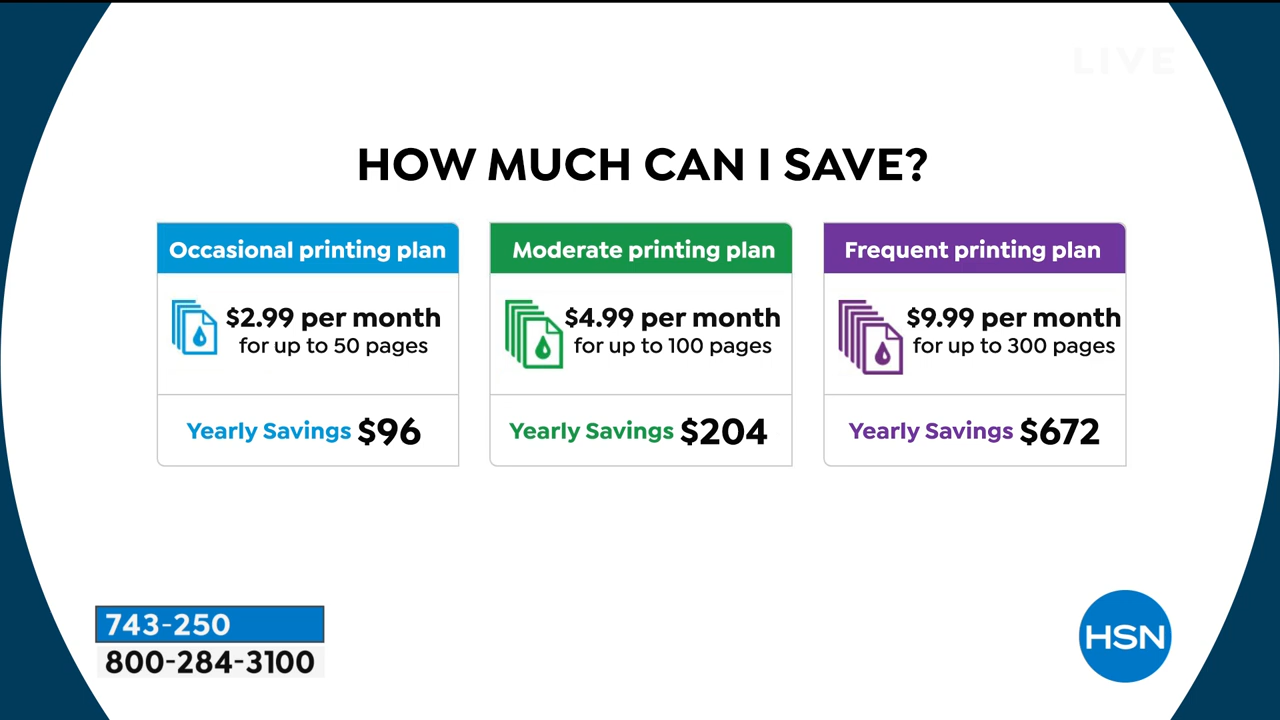 LIVE
HOW MUCH CAN I SAVE?
Occasional printing plan
$2.99 per month
for up to 50 pages
Yearly Savings $96
Moderate printing plan
$4.99 per month
for up to 100 pages
Yearly Savings $204
Frequent printing plan
$9.99 per month
for up to 300 pages
Yearly Savings $672
743-250
800-284-3100
HSN